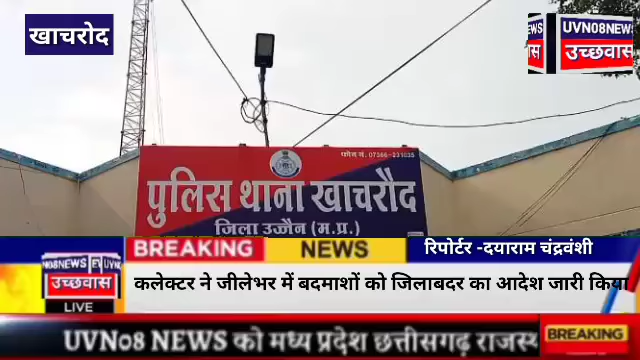 खाचरोद
EWS
UVN08NEWS
उच्छवास
फोन नं. 07366-231035
पुलिस थाना खाचरौद
जिला उज्जैन (म.प्र.)
BREAKING NEWS
रिपोर्टर -दयाराम चंद्रवंशी
UVN08NEWS
उच्छवास
LIVE
कलेक्टर ने जीलेभर में बदमाशों को जिलाबदर का आदेश जारी किया
UVN08 NEWS को मध्य प्रदेश छत्तीसगढ़ राजस्
BREAKING